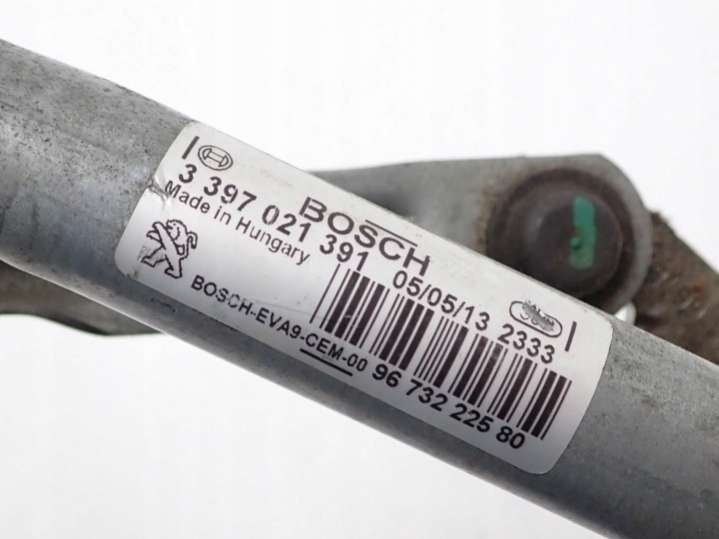 BOSCH
3 397 021 391 05/05/13 2333
Made in Hungary
BOSCH-EVA9-CEM-00 96 732 225 80